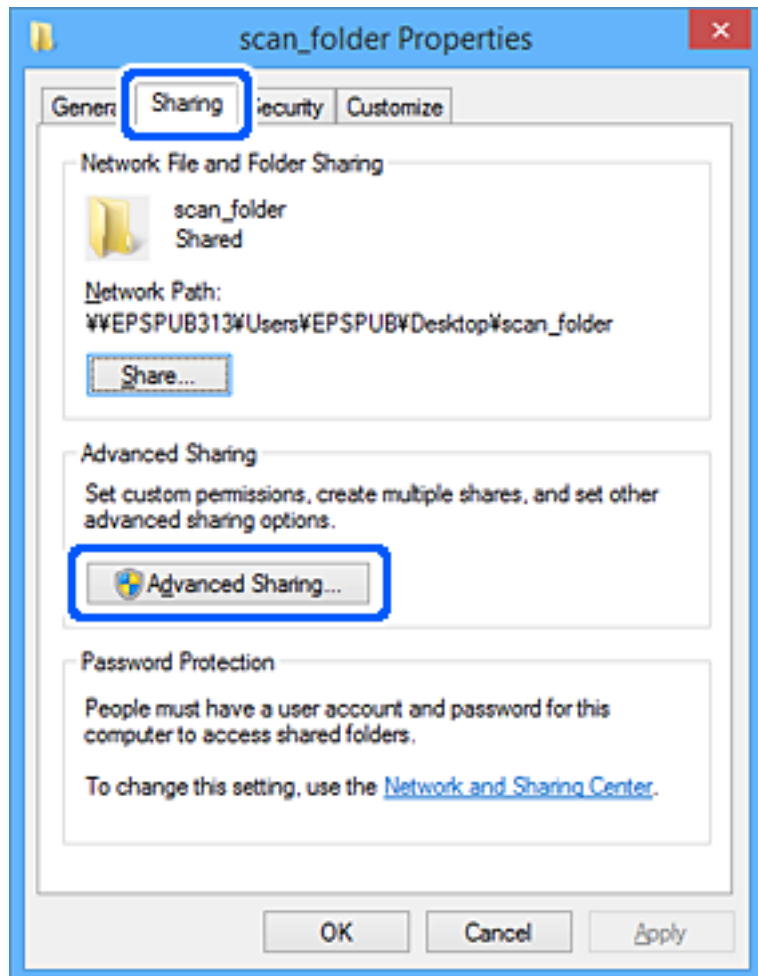 scan_folder Properties
General Sharing Security Customize
Network File and Folder Sharing
scan_folder
Shared
Network Path:
¥¥EPSPUB313¥Users¥EPSPUB¥Desktop¥scan_folder
Share...
Advanced Sharing
Set custom permissions, create multiple shares, and set other
advanced sharing options.
Advanced Sharing...
Password Protection
People must have a user account and password for this
computer to access shared folders.
To change this setting, use the Network and Sharing Center.
OK Cancel Apply